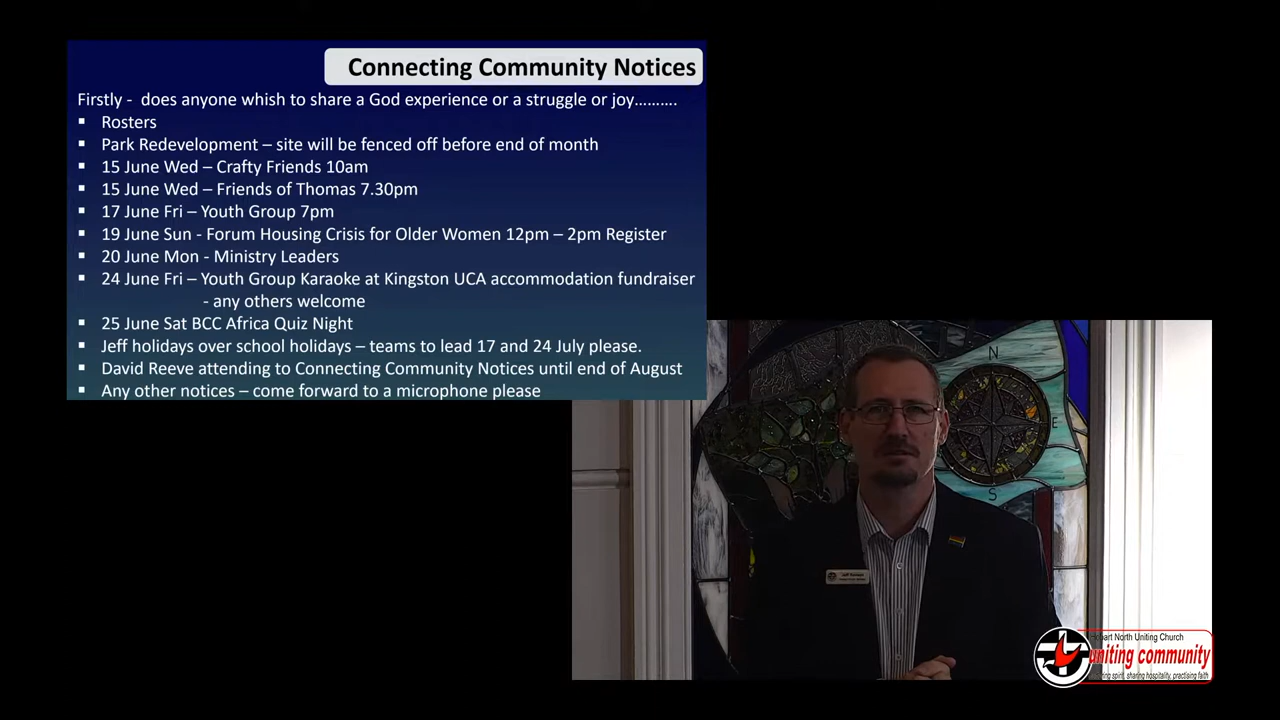 Connecting Community Notices
Firstly - does anyone whish to share a God experience or a struggle or joy……….
▪ Rosters
▪ Park Redevelopment – site will be fenced off before end of month
▪ 15 June Wed – Crafty Friends 10am
▪ 15 June Wed – Friends of Thomas 7.30pm
▪ 17 June Fri – Youth Group 7pm
▪ 19 June Sun - Forum Housing Crisis for Older Women 12pm – 2pm Register
▪ 20 June Mon - Ministry Leaders
▪ 24 June Fri – Youth Group Karaoke at Kingston UCA accommodation fundraiser
- any others welcome
▪ 25 June Sat BCC Africa Quiz Night
▪ Jeff holidays over school holidays – teams to lead 17 and 24 July please.
▪ David Reeve attending to Connecting Community Notices until end of August
▪ Any other notices – come forward to a microphone please
N
E
S
Jeff
North Uniting Church
uniting community
spirit, sharing hospitality, practising faith